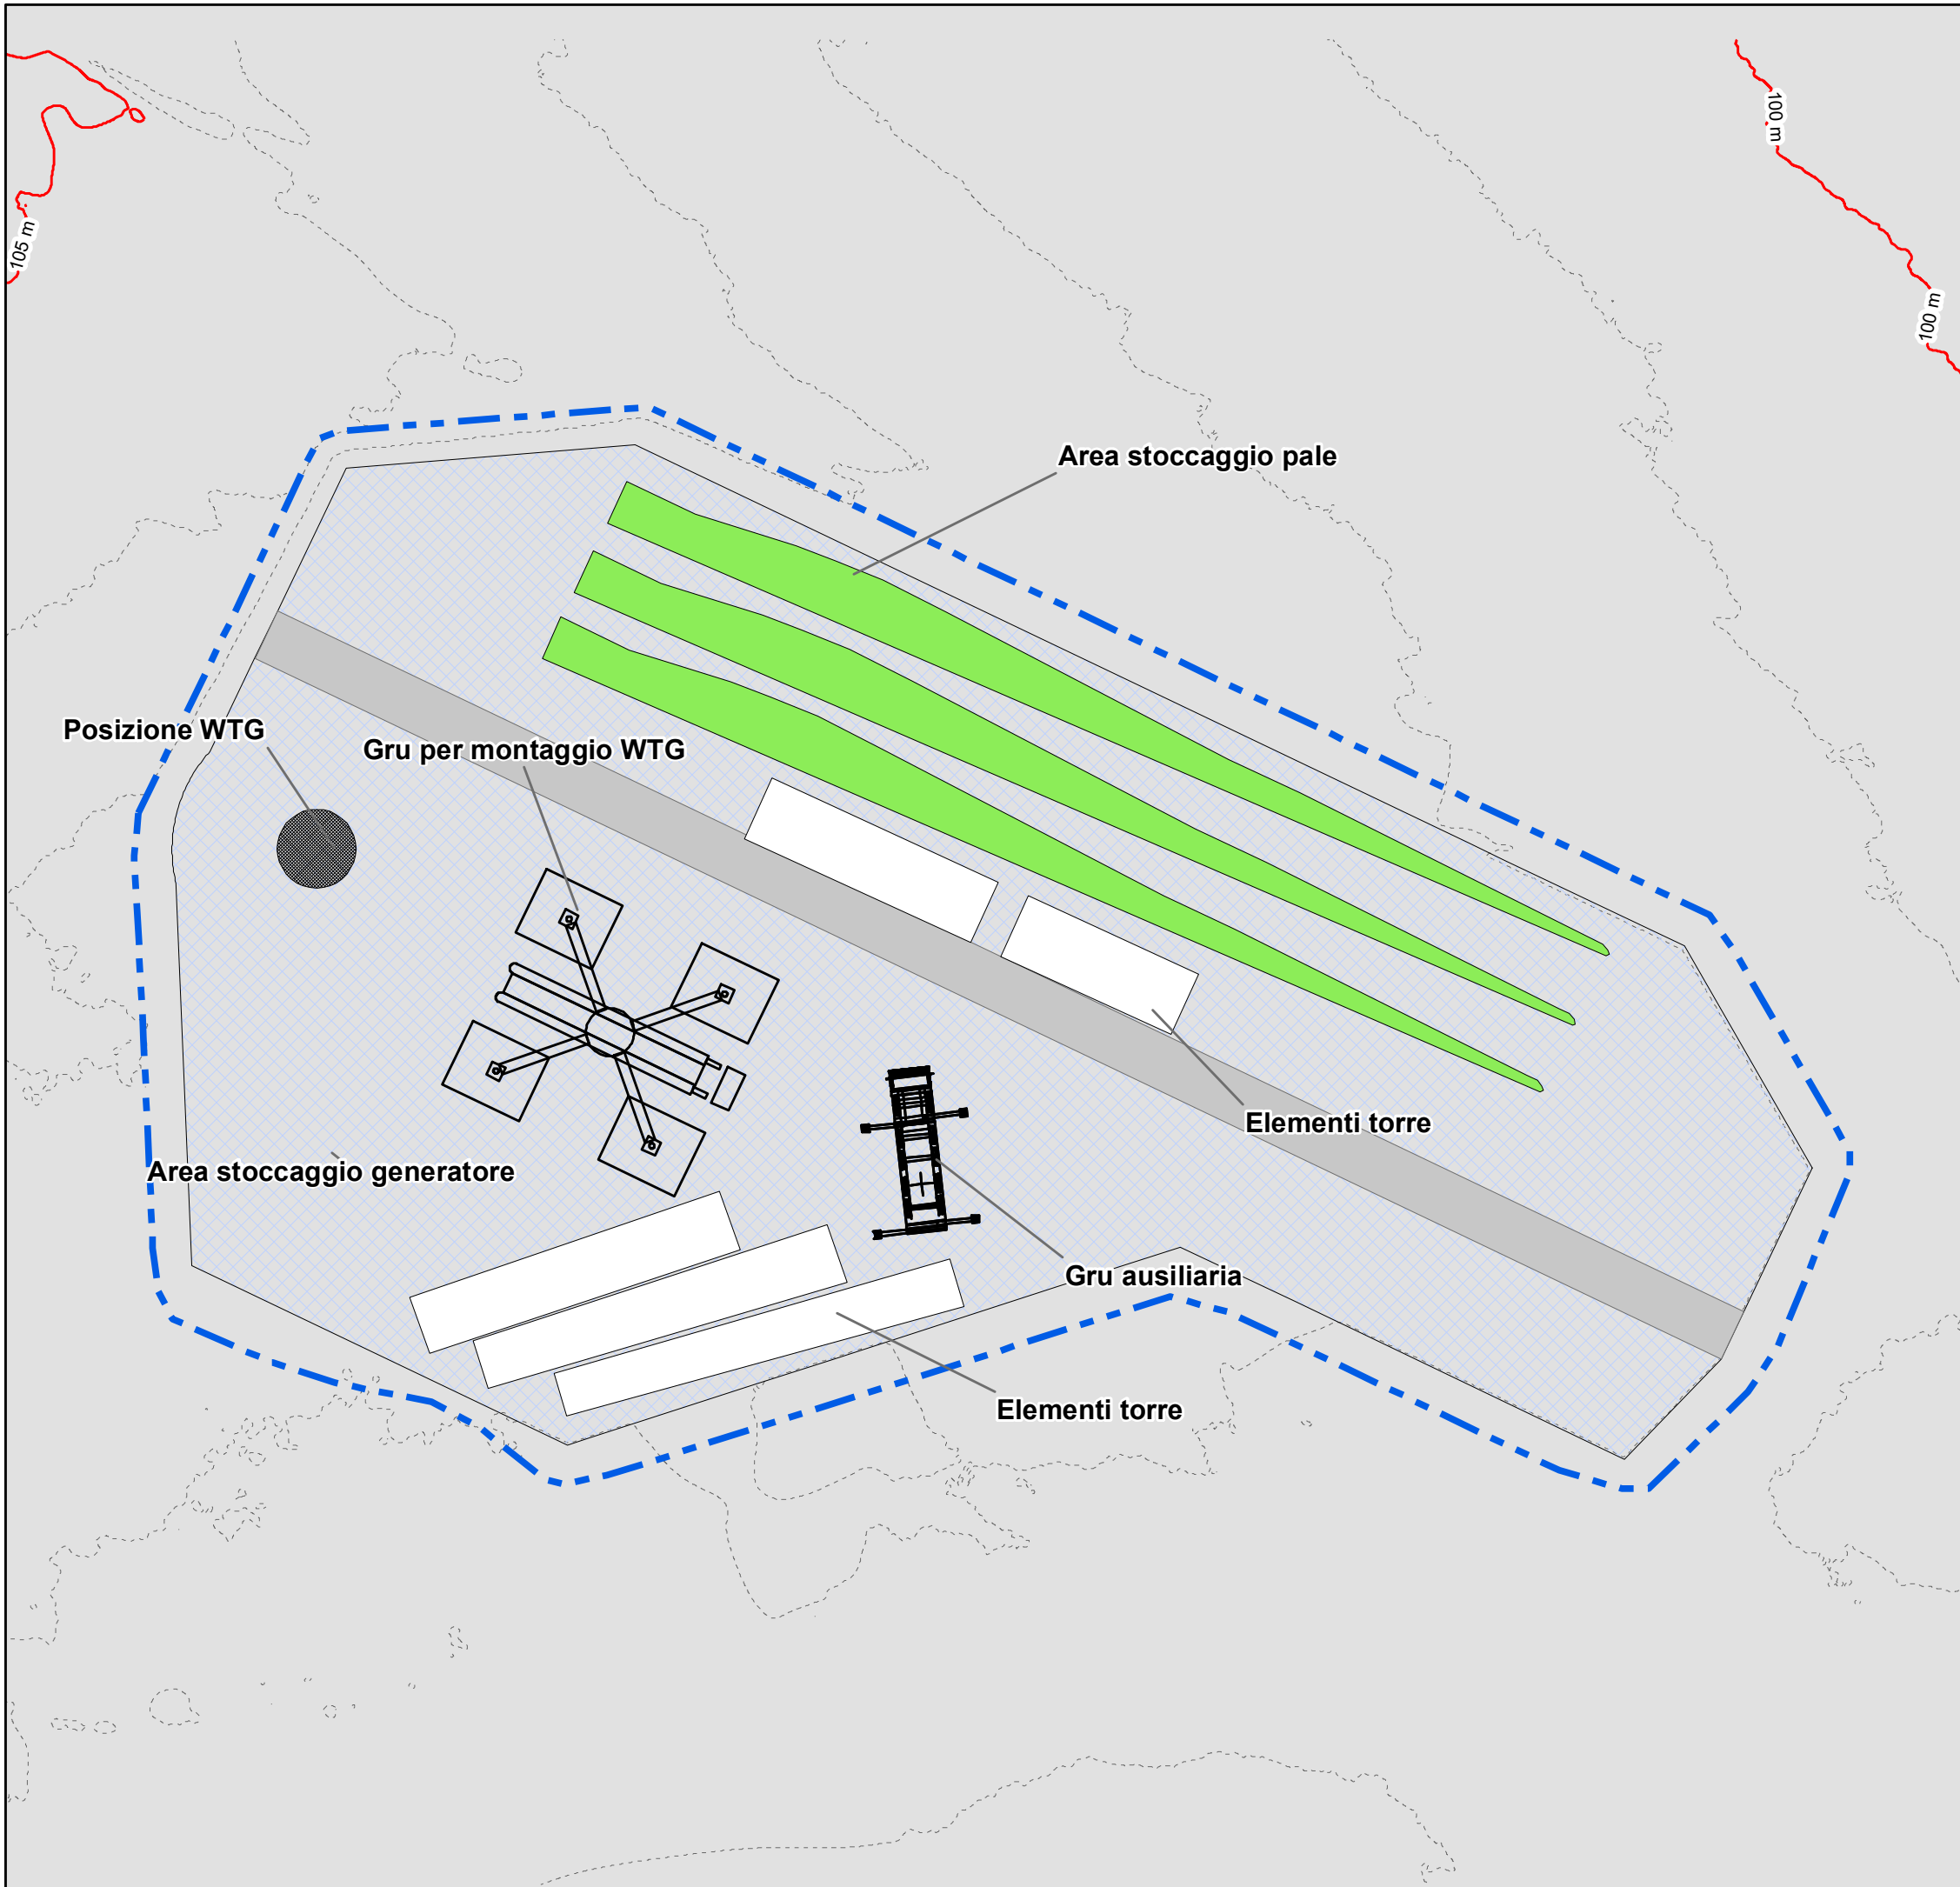 100 m
105 m
100 m
Area stoccaggio pale
Posizione WTG
Gru per montaggio WTG
Elementi torre
Area stoccaggio generatore
Gru ausiliaria
Elementi torre